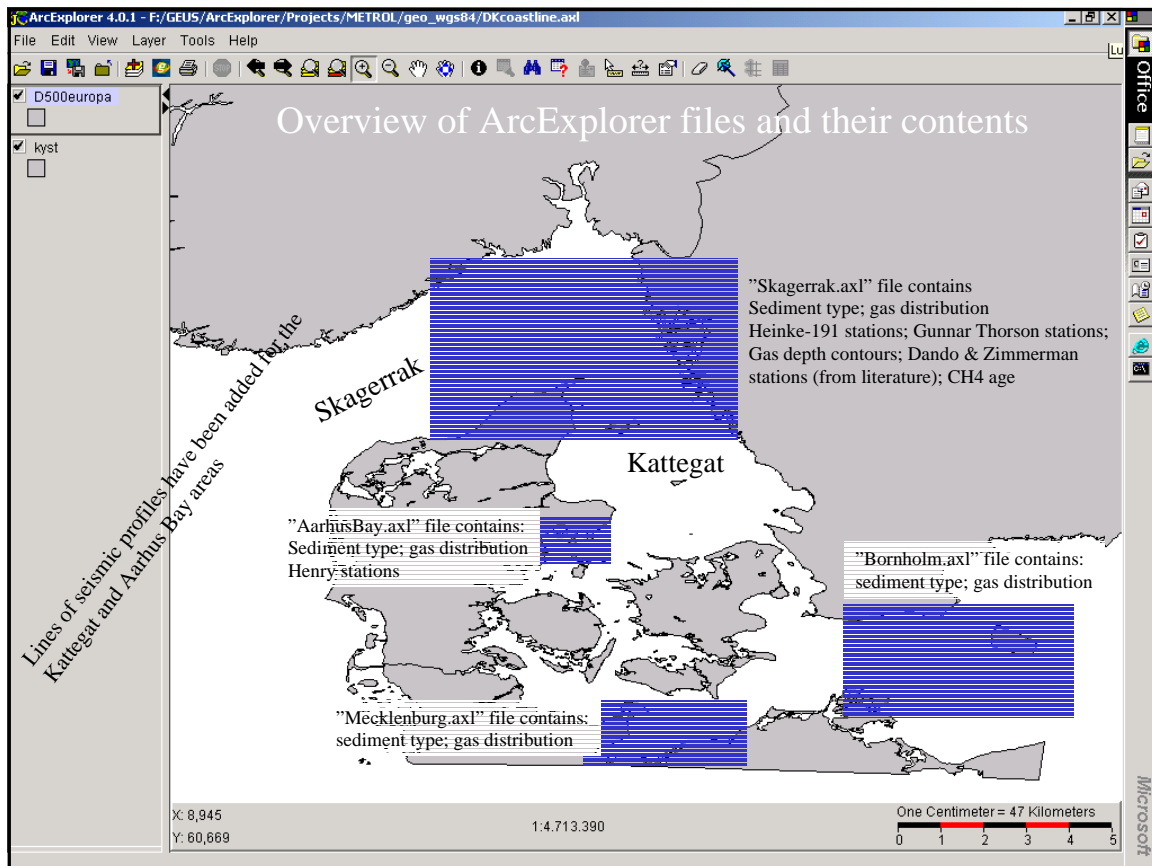 ArcExplorer 4.0.1 - F:/GEUS/ArcExplorer/Projects/METROL/geo_wgs84/DKcoastline.axl
File Edit View Layer Tools Help
Lu
Office
D500europa
kyst
Overview of ArcExplorer files and their contents
”Skagerrak.axl” file contains
Sediment type; gas distribution
Heinke-191 stations; Gunnar Thorson stations;
Gas depth contours; Dando & Zimmerman
stations (from literature); CH4 age
Skagerrak
Kattegat
Lines of seismic profiles have been added for the
Kattegat and Aarhus Bay areas
”AarhusBay.axl” file contains:
Sediment type; gas distribution
Henry stations
”Bornholm.axl” file contains:
sediment type; gas distribution
”Mecklenburg.axl” file contains:
sediment type; gas distribution
X: 8,945
Y: 60,669
1:4.713.390
One Centimeter = 47 Kilometers
0 1 2 3 4 5
Microsoft